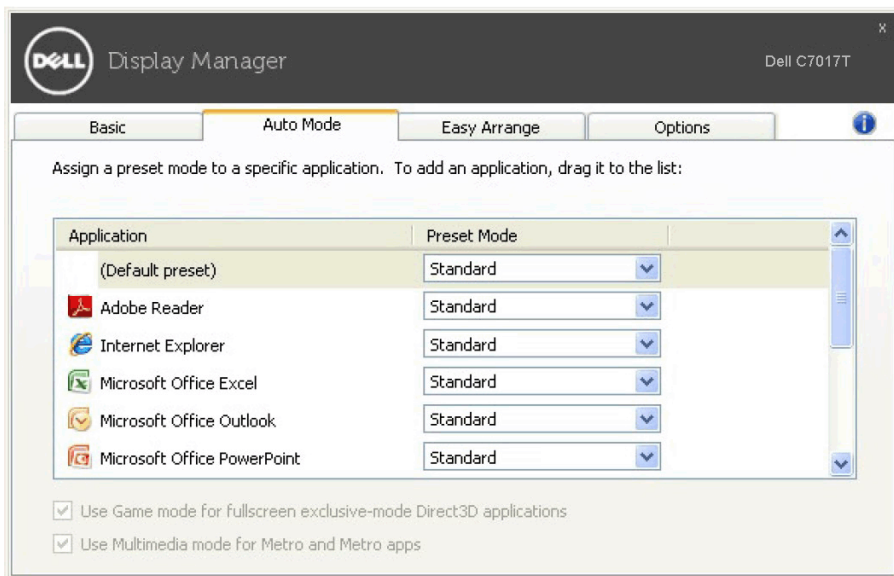 DELL Display Manager
x
Dell C7017T
Basic Auto Mode Easy Arrange Options
Assign a preset mode to a specific application. To add an application, drag it to the list:
Application Preset Mode
(Default preset) Standard
Adobe Reader Standard
Internet Explorer Standard
Microsoft Office Excel Standard
Microsoft Office Outlook Standard
Microsoft Office PowerPoint Standard
Use Game mode for fullscreen exclusive-mode Direct3D applications
Use Multimedia mode for Metro and Metro apps